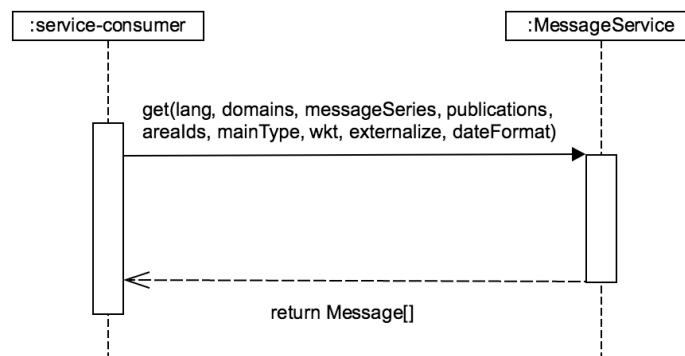 :service-consumer
:MessageService
get(lang, domains, messageSeries, publications,
areaIds, mainType, wkt, externalize, dateFormat)
return Message[]